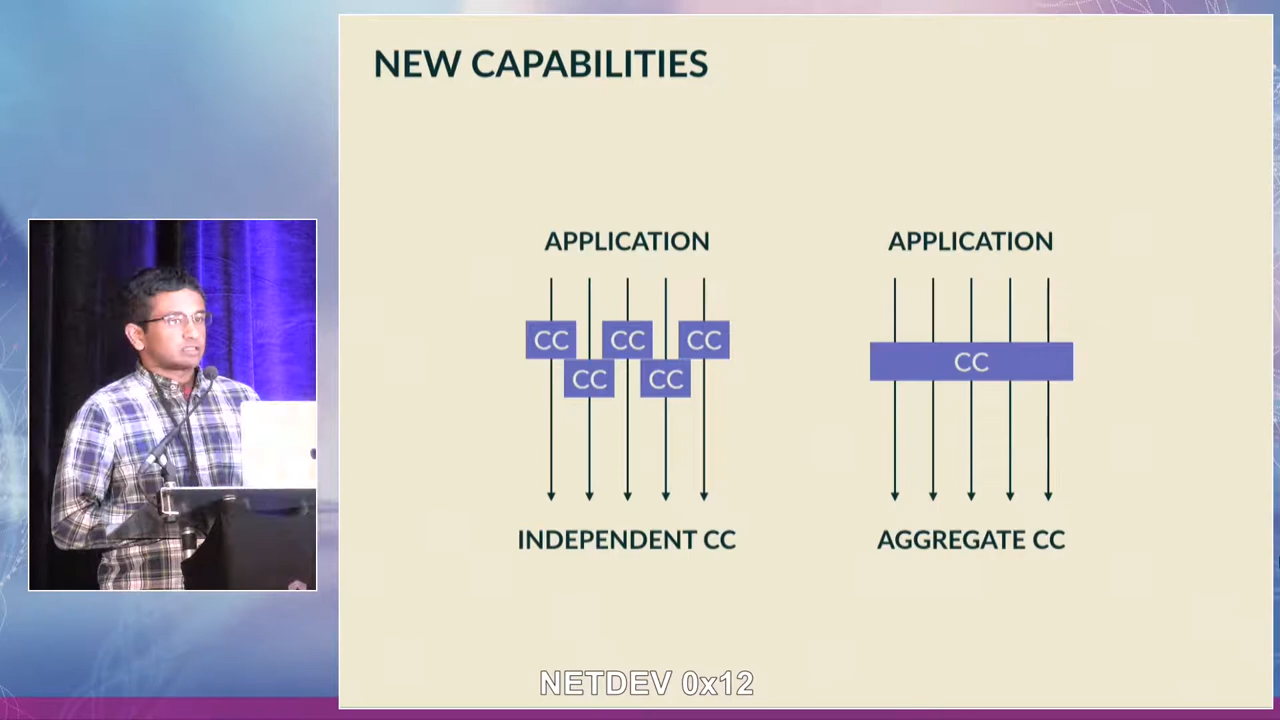 NEW CAPABILITIES
APPLICATION
CC CC CC
CC CC
INDEPENDENT CC
APPLICATION
CC
AGGREGATE CC
NETDEV 0x12